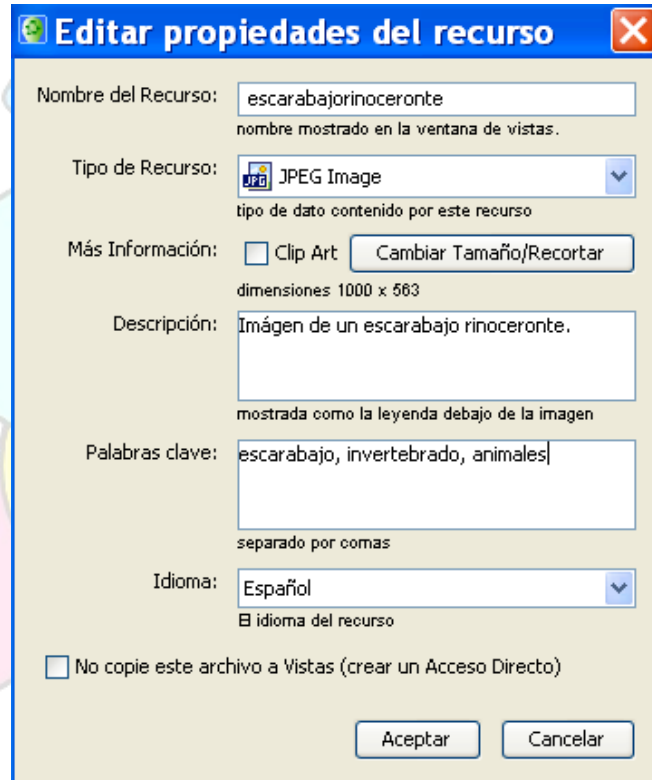 Editar propiedades del recurso
Nombre del Recurso: escarabajorinoceronte
nombre mostrado en la ventana de vistas.
Tipo de Recurso: JPG JPEG Image
tipo de dato contenido por este recurso
Más Información: Clip Art Cambiar Tamaño/Recortar
dimensiones 1000 x 563
Descripción: Imágen de un escarabajo rinoceronte.
mostrada como la leyenda debajo de la imagen
Palabras clave: escarabajo, invertebrado, animales
separado por comas
Idioma: Español
El idioma del recurso
No copie este archivo a Vistas (crear un Acceso Directo)
Aceptar Cancelar